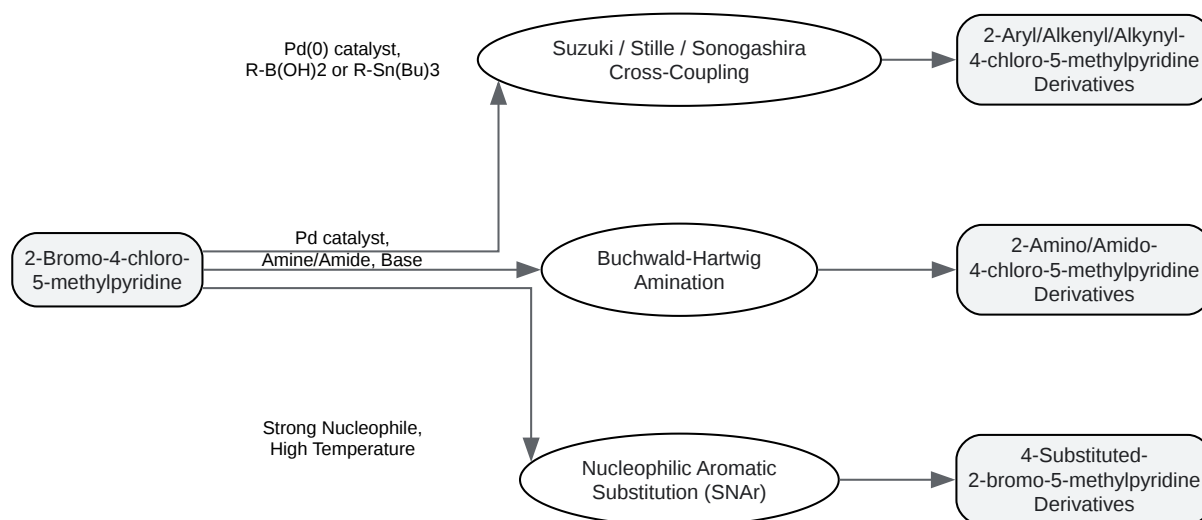 Pd(0) catalyst,
R-B(OH)2 or R-Sn(Bu)3
Suzuki / Stille / Sonogashira
Cross-Coupling
2-Aryl/Alkenyl/Alkynyl-
4-chloro-5-methylpyridine
Derivatives
2-Bromo-4-chloro-
5-methylpyridine
Pd catalyst,
Amine/Amide, Base
Buchwald-Hartwig
Amination
2-Amino/Amido-
4-chloro-5-methylpyridine
Derivatives
Strong Nucleophile,
High Temperature
Nucleophilic Aromatic
Substitution (SNAr)
4-Substituted-
2-bromo-5-methylpyridine
Derivatives